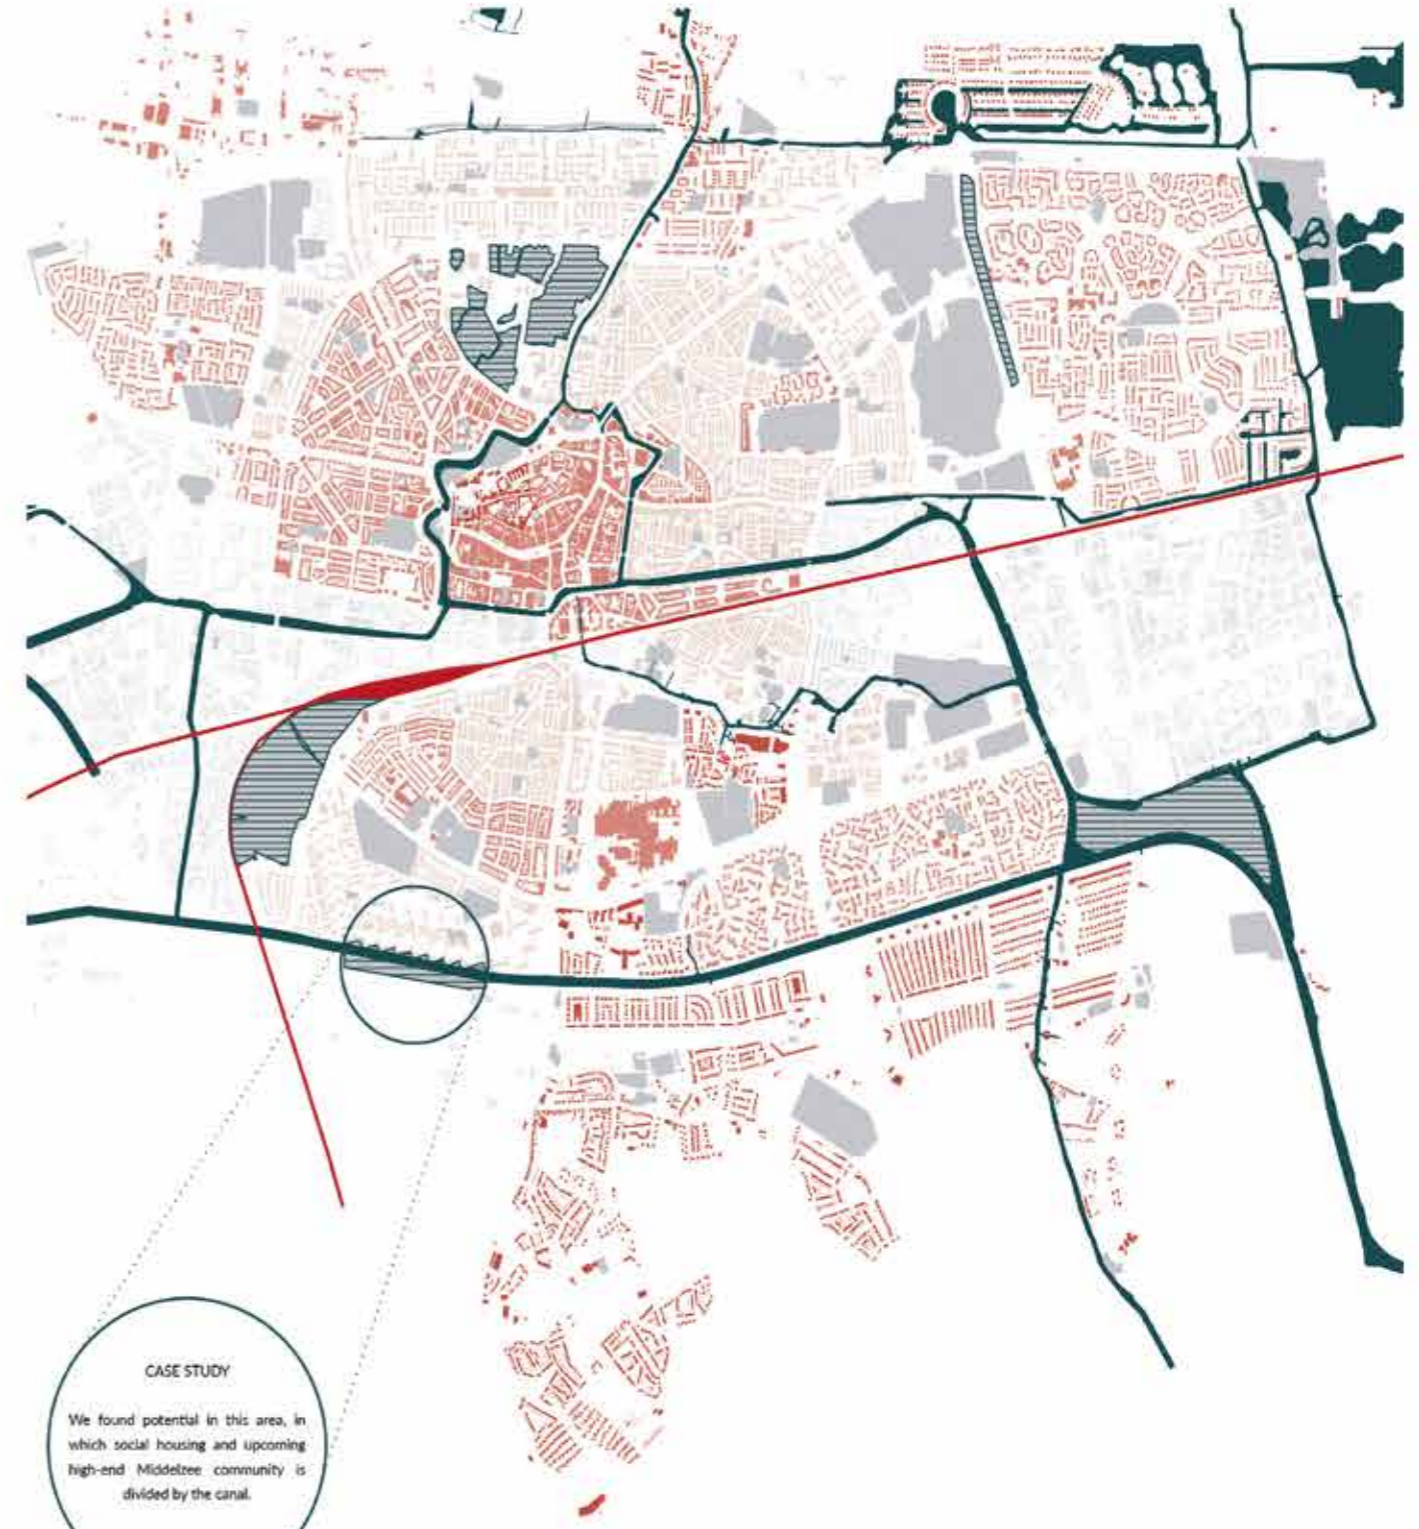 CASE STUDY
We found potential in this area, in
which social housing and upcoming
high-end Middelzee community is
divided by the canal.